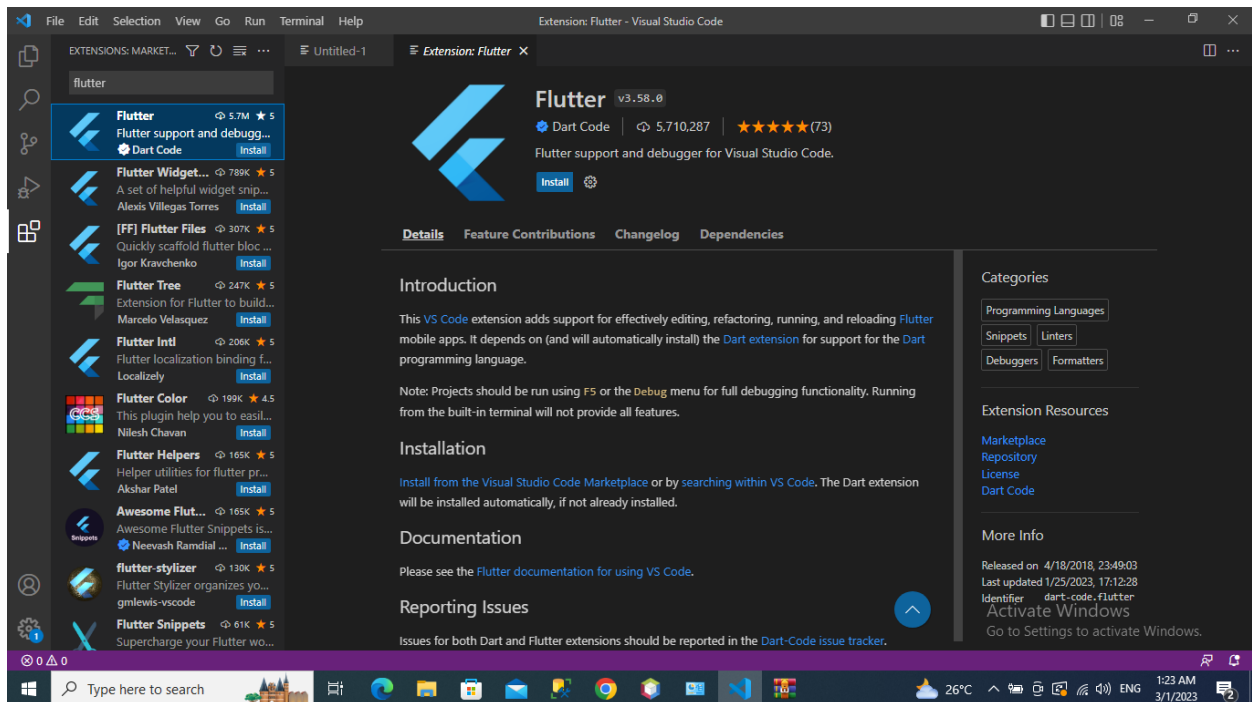 File Edit Selection View Go Run Terminal Help
Extension: Flutter - Visual Studio Code
EXTENSIONS: MARKET...
Untitled-1
Extension: Flutter
flutter
Flutter 5.7M 5
Flutter support and debugg...
Dart Code Install
Flutter Widget... 789K 5
A set of helpful widget snip...
Alexis Villegas Torres Install
[FF] Flutter Files 307K 5
Quickly scaffold flutter bloc ...
Igor Kravchenko Install
Flutter Tree 247K 5
Extension for Flutter to build...
Marcelo Velasquez Install
Flutter Intl 206K 5
Flutter localization binding f...
Localizely Install
CCS
Flutter Color 199K 4.5
This plugin help you to easil...
Nilesh Chavan Install
Flutter Helpers 165K 5
Helper utilities for flutter pr...
Akshar Patel Install
Snippets
Awesome Flut... 165K 5
Awesome Flutter Snippets is...
Neevash Ramdial ... Install
flutter-stylizer 130K 5
Flutter Stylizer organizes yo...
gmlewis-vscode Install
Flutter Snippets 61K 5
Supercharge your Flutter wo...
1
Flutter v3.58.0
Dart Code 5,710,287 (73)
Flutter support and debugger for Visual Studio Code.
Install
Details Feature Contributions Changelog Dependencies
Introduction
This VS Code extension adds support for effectively editing, refactoring, running, and reloading Flutter
mobile apps. It depends on (and will automatically install) the Dart extension for support for the Dart
programming language.
Note: Projects should be run using F5 or the Debug menu for full debugging functionality. Running
from the built-in terminal will not provide all features.
Installation
Install from the Visual Studio Code Marketplace or by searching within VS Code. The Dart extension
will be installed automatically, if not already installed.
Documentation
Please see the Flutter documentation for using VS Code.
Reporting Issues
Issues for both Dart and Flutter extensions should be reported in the Dart-Code issue tracker.
Categories
Programming Languages
Snippets Linters
Debuggers Formatters
Extension Resources
Marketplace
Repository
License
Dart Code
More Info
Released on 4/18/2018, 23:49:03
Last updated 1/25/2023, 17:12:28
Identifier dart-code.flutter
Activate Windows
Go to Settings to activate Windows.
0 0
Type here to search
26°C
ENG
1:23 AM
3/1/2023
2